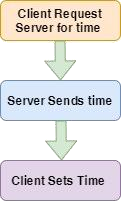 Client Request
Server for time
Server Sends time
Client Sets Time